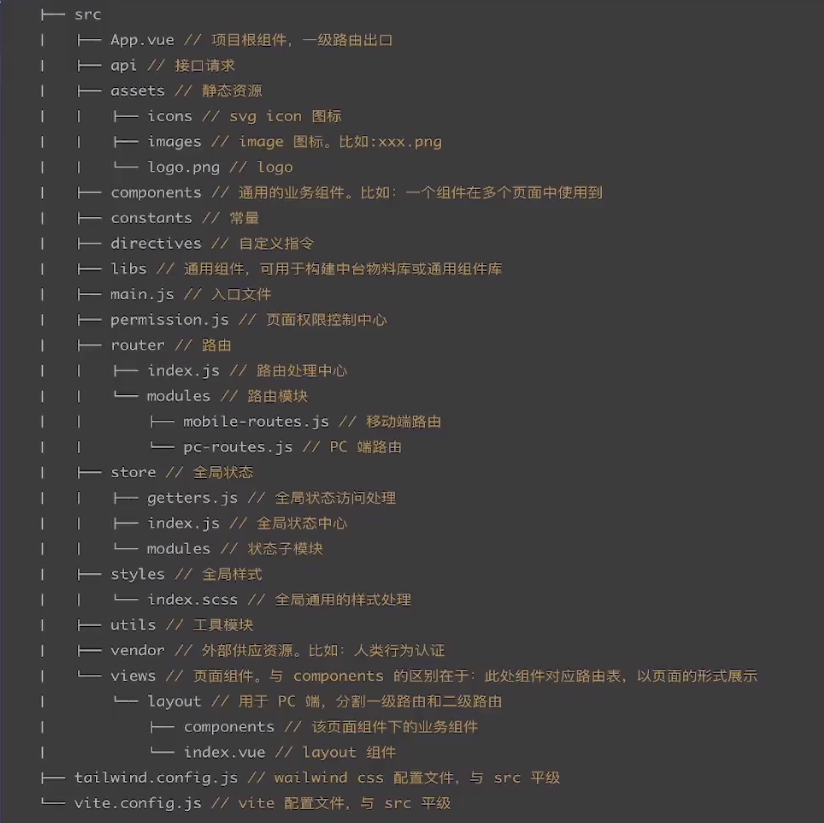 ├── src
│   ├── App.vue // 项目根组件，一级路由出口
│   ├── api // 接口请求
│   ├── assets // 静态资源
│   │   ├── icons // svg icon 图标
│   │   ├── images // image 图标。比如:xxx.png
│   │   └── logo.png // logo
│   ├── components // 通用的业务组件。比如：一个组件在多个页面中使用到
│   ├── constants // 常量
│   ├── directives // 自定义指令
│   ├── libs // 通用组件，可用于构建中台物料库或通用组件库
│   ├── main.js // 入口文件
│   ├── permission.js // 页面权限控制中心
│   ├── router // 路由
│   │   ├── index.js // 路由处理中心
│   │   └── modules // 路由模块
│   │       ├── mobile-routes.js // 移动端路由
│   │       └── pc-routes.js // PC 端路由
│   ├── store // 全局状态
│   │   ├── getters.js // 全局状态访问处理
│   │   ├── index.js // 全局状态中心
│   │   └── modules // 状态子模块
│   ├── styles // 全局样式
│   │   └── index.scss // 全局通用的样式处理
│   ├── utils // 工具模块
│   ├── vendor // 外部供应资源。比如：人类行为认证
│   └── views // 页面组件。与 components 的区别在于：此处组件对应路由表，以页面的形式展示
│       └── layout // 用于 PC 端，分割一级路由和二级路由
│           ├── components // 该页面组件下的业务组件
│           └── index.vue // layout 组件
├── tailwind.config.js // wailwind css 配置文件，与 src 平级
└── vite.config.js // vite 配置文件，与 src 平级